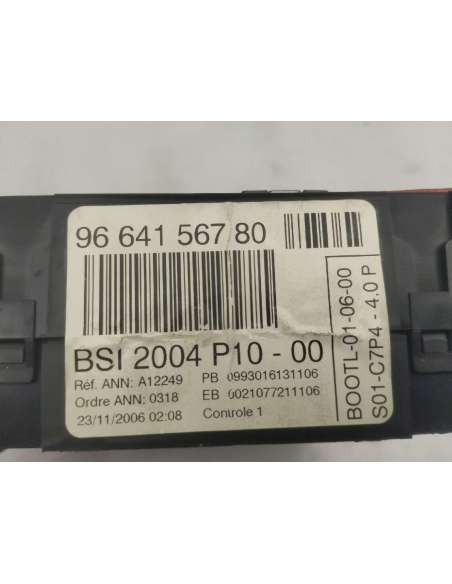 96 641 567 80
BSI 2004 P10 - 00
Réf. ANN: A12249 PB 0993016131106
Ordre ANN: 0318 EB 0021077211106
23/11/2006 02:08 Controle 1
BOOTL-01-06-00
S01-C7P4 - 4.0 P